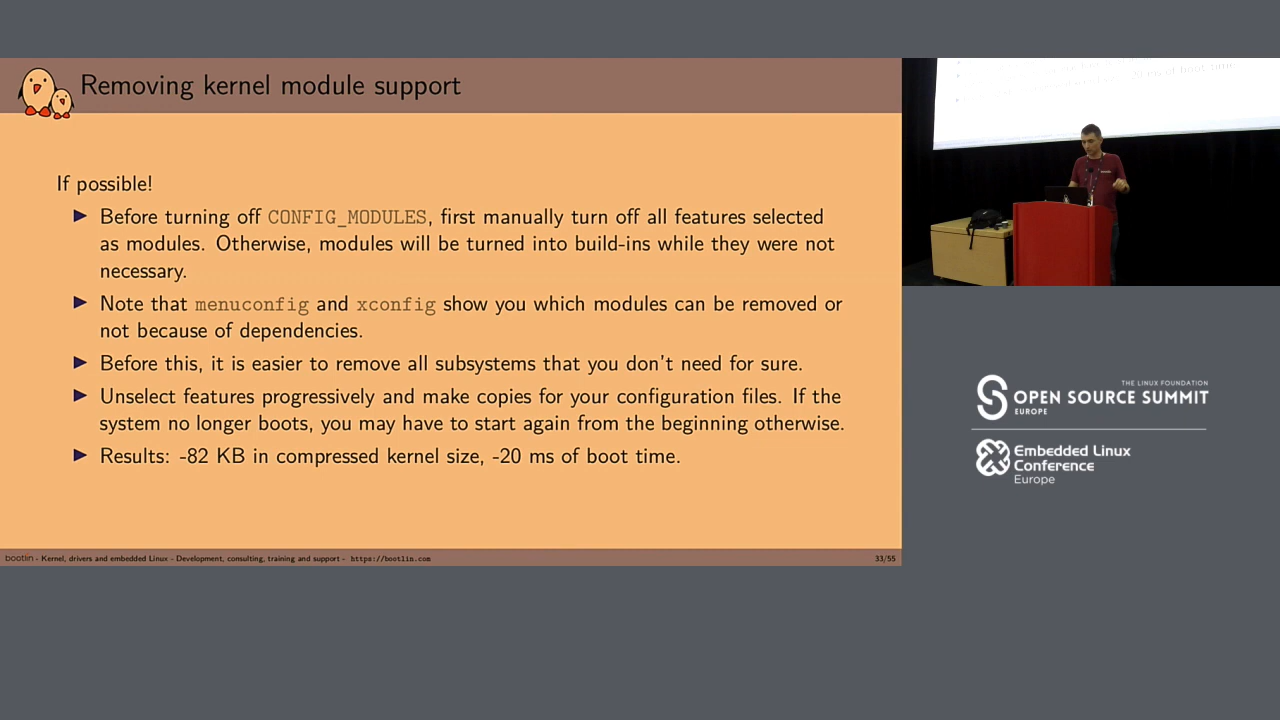 Removing kernel module support
If possible!
Before turning off CONFIG_MODULES, first manually turn off all features selected
as modules. Otherwise, modules will be turned into build-ins while they were not
necessary.
Note that menuconfig and xconfig show you which modules can be removed or
not because of dependencies.
Before this, it is easier to remove all subsystems that you don't need for sure.
Unselect features progressively and make copies for your configuration files. If the
system no longer boots, you may have to start again from the beginning otherwise.
Results: -82 KB in compressed kernel size, -20 ms of boot time.
bootlin - Kernel, drivers and embedded Linux - Development, consulting, training and support - https://bootlin.com
33/55
THE LINUX FOUNDATION
OPEN SOURCE SUMMIT
EUROPE
Embedded Linux
Conference
Europe